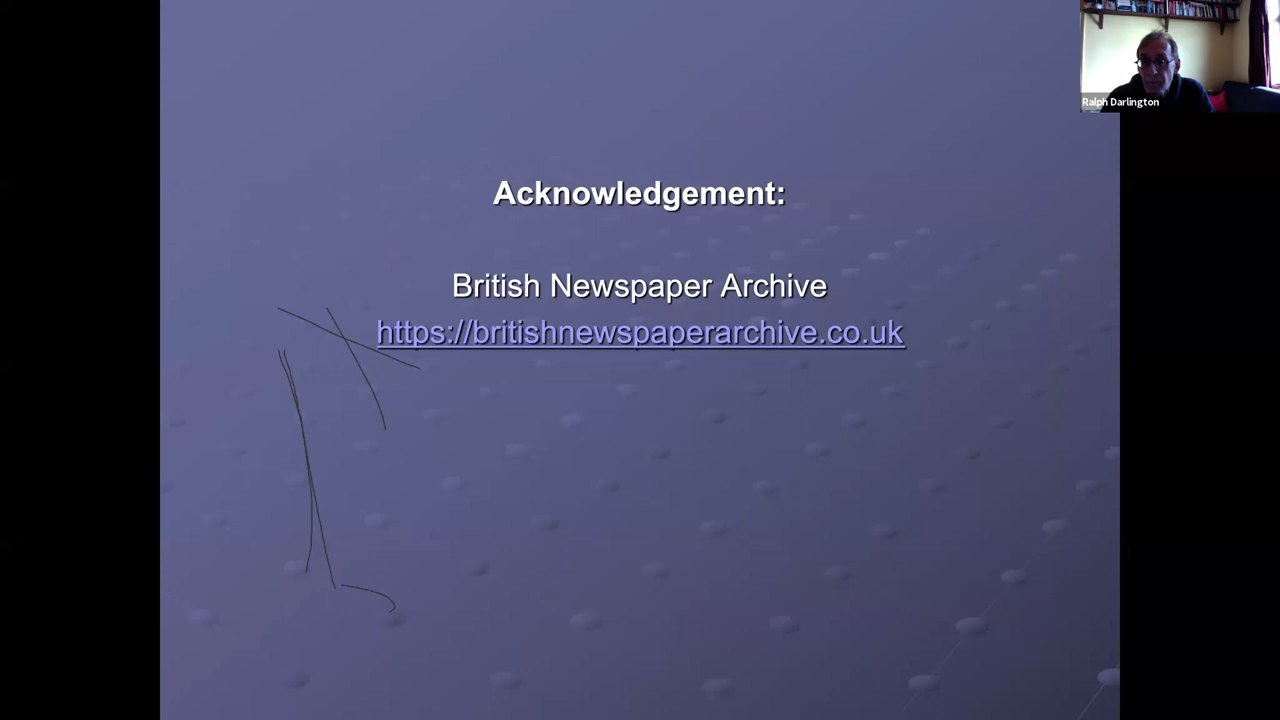 Acknowledgement:
British Newspaper Archive
https://britishnewspaperarchive.co.uk
Ralph Darlington